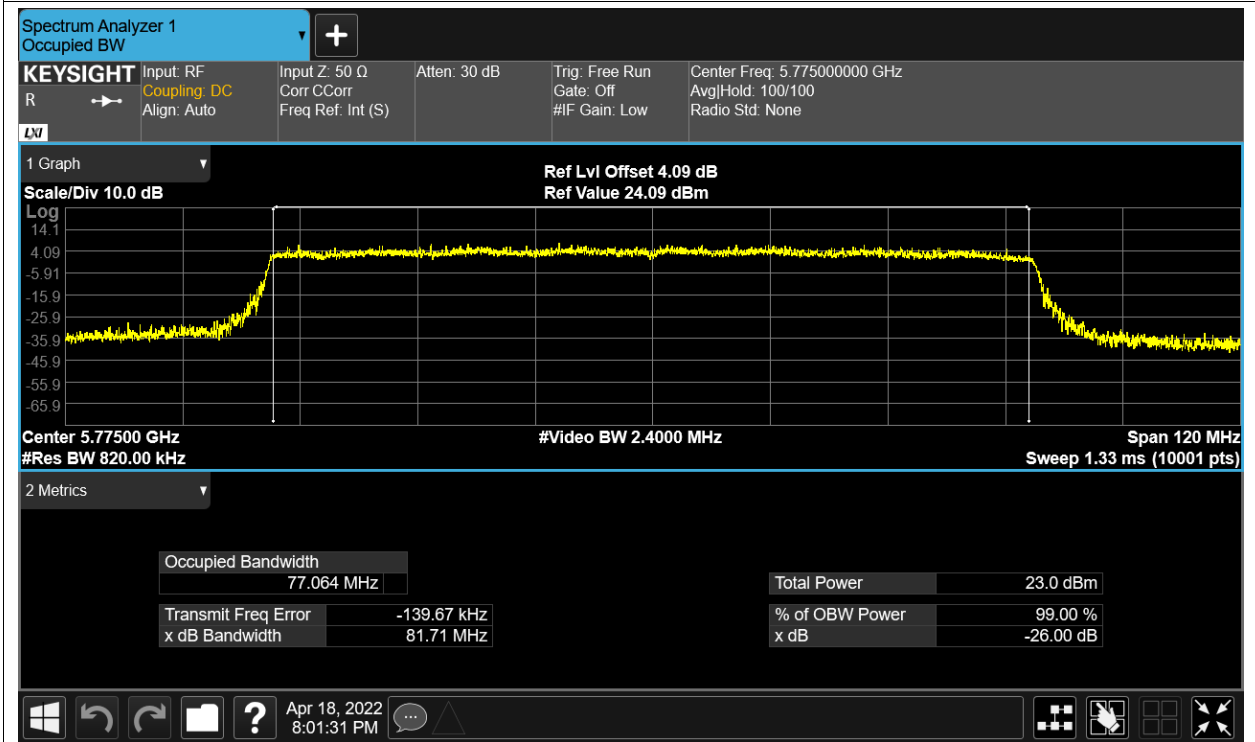 Spectrum Analyzer 1
Occupied BW
KEYSIGHT
R
LXI
Input: RF
Coupling: DC
Align: Auto
Input Z: 50 Ω
Corr CCorr
Freq Ref: Int (S)
Atten: 30 dB
Trig: Free Run
Gate: Off
#IF Gain: Low
Center Freq: 5.775000000 GHz
Avg|Hold: 100/100
Radio Std: None
1 Graph
Scale/Div 10.0 dB
Ref Lvl Offset 4.09 dB
Ref Value 24.09 dBm
Log
14.1
4.09
-5.91
-15.9
-25.9
-35.9
-45.9
-55.9
-65.9
Center 5.77500 GHz
#Video BW 2.4000 MHz
Span 120 MHz
#Res BW 820.00 kHz
Sweep 1.33 ms (10001 pts)
2 Metrics
Occupied Bandwidth
77.064 MHz
Total Power 23.0 dBm
Transmit Freq Error -139.67 kHz
% of OBW Power 99.00 %
x dB Bandwidth 81.71 MHz
x dB -26.00 dB
?
Apr 18, 2022
8:01:31 PM